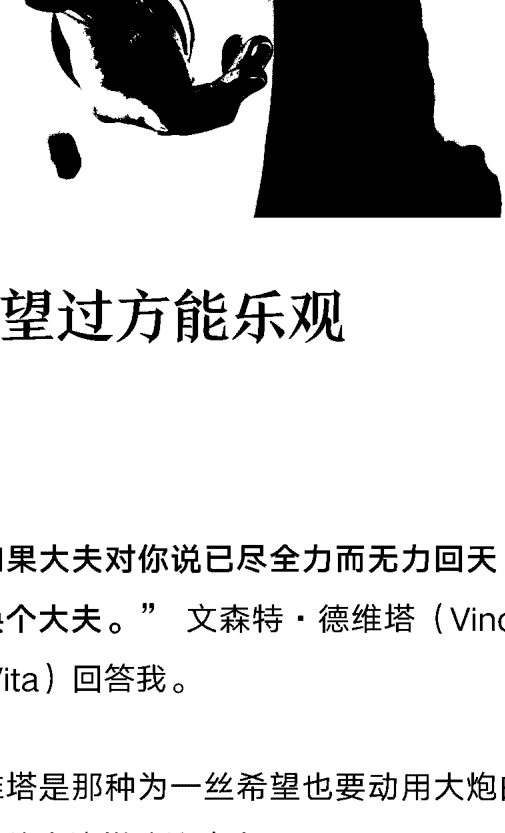 望过方能乐观
果大夫对你说已尽全力而无力回天
个大夫。” 文森特·德维塔（Vinc
Vita）回答我。
塔是那种为一丝希望也要动用大炮